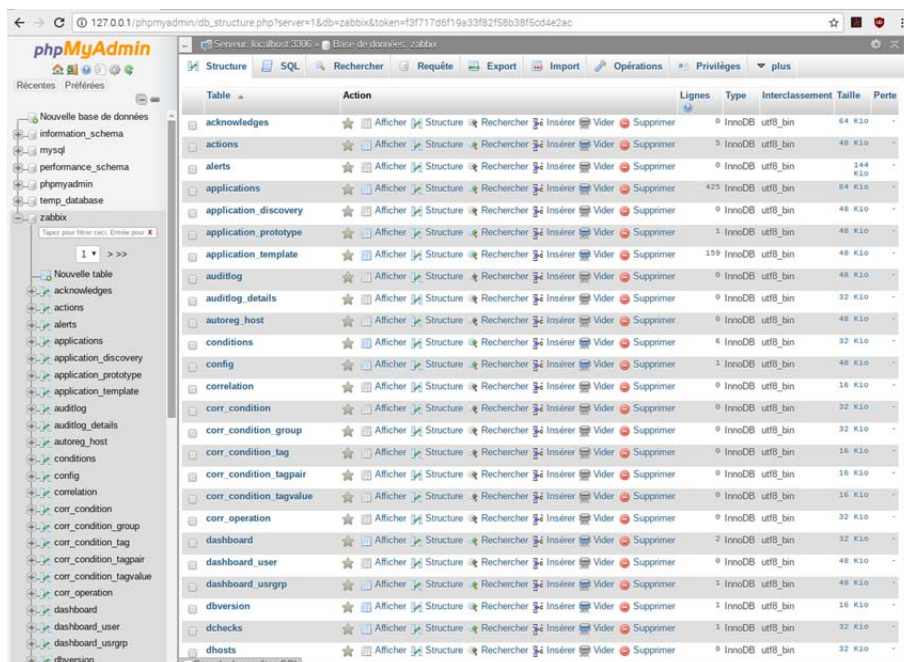 127.0.0.1/phpmyadmin/db_structure.php?server=1&db=zabbix&token=f3f717d6f19a33f82f58b38f5cd4e2ac
phpMyAdmin
Récentes Préférées
Nouvelle base de données
information_schema
mysql
performance_schema
phpmyadmin
temp_database
zabbix
Tapez pour filtrer ceci, Entrée pour X
1 > >>
Nouvelle table
acknowledges
actions
alerts
applications
application_discovery
application_prototype
application_template
auditlog
auditlog_details
autoreg_host
conditions
config
correlation
corr_condition
corr_condition_group
corr_condition_tag
corr_condition_tagpair
corr_condition_tagvalue
corr_operation
dashboard
dashboard_user
dashboard_usrgrp
dbversion
Serveur: localhost:3306 » Base de données: zabbix
Structure SQL Rechercher Requête Export Import Opérations Privilèges plus
Table Action Lignes Type Interclassement Taille Perte
acknowledges Afficher Structure Rechercher Insérer Vider Supprimer 0 InnoDB utf8_bin 64 Kio -
actions Afficher Structure Rechercher Insérer Vider Supprimer 5 InnoDB utf8_bin 48 Kio -
alerts Afficher Structure Rechercher Insérer Vider Supprimer 0 InnoDB utf8_bin 144 Kio -
applications Afficher Structure Rechercher Insérer Vider Supprimer 425 InnoDB utf8_bin 64 Kio -
application_discovery Afficher Structure Rechercher Insérer Vider Supprimer 0 InnoDB utf8_bin 48 Kio -
application_prototype Afficher Structure Rechercher Insérer Vider Supprimer 1 InnoDB utf8_bin 48 Kio -
application_template Afficher Structure Rechercher Insérer Vider Supprimer 159 InnoDB utf8_bin 48 Kio -
auditlog Afficher Structure Rechercher Insérer Vider Supprimer 0 InnoDB utf8_bin 48 Kio -
auditlog_details Afficher Structure Rechercher Insérer Vider Supprimer 0 InnoDB utf8_bin 32 Kio -
autoreg_host Afficher Structure Rechercher Insérer Vider Supprimer 0 InnoDB utf8_bin 48 Kio -
conditions Afficher Structure Rechercher Insérer Vider Supprimer 6 InnoDB utf8_bin 32 Kio -
config Afficher Structure Rechercher Insérer Vider Supprimer 1 InnoDB utf8_bin 48 Kio -
correlation Afficher Structure Rechercher Insérer Vider Supprimer 0 InnoDB utf8_bin 16 Kio -
corr_condition Afficher Structure Rechercher Insérer Vider Supprimer 0 InnoDB utf8_bin 32 Kio -
corr_condition_group Afficher Structure Rechercher Insérer Vider Supprimer 0 InnoDB utf8_bin 32 Kio -
corr_condition_tag Afficher Structure Rechercher Insérer Vider Supprimer 0 InnoDB utf8_bin 16 Kio -
corr_condition_tagpair Afficher Structure Rechercher Insérer Vider Supprimer 0 InnoDB utf8_bin 16 Kio -
corr_condition_tagvalue Afficher Structure Rechercher Insérer Vider Supprimer 0 InnoDB utf8_bin 16 Kio -
corr_operation Afficher Structure Rechercher Insérer Vider Supprimer 0 InnoDB utf8_bin 32 Kio -
dashboard Afficher Structure Rechercher Insérer Vider Supprimer 2 InnoDB utf8_bin 32 Kio -
dashboard_user Afficher Structure Rechercher Insérer Vider Supprimer 0 InnoDB utf8_bin 48 Kio -
dashboard_usrgrp Afficher Structure Rechercher Insérer Vider Supprimer 1 InnoDB utf8_bin 48 Kio -
dbversion Afficher Structure Rechercher Insérer Vider Supprimer 1 InnoDB utf8_bin 16 Kio -
dchecks Afficher Structure Rechercher Insérer Vider Supprimer 1 InnoDB utf8_bin 32 Kio -
dhosts Afficher Structure Rechercher Insérer Vider Supprimer 0 InnoDB utf8_bin 32 Kio -